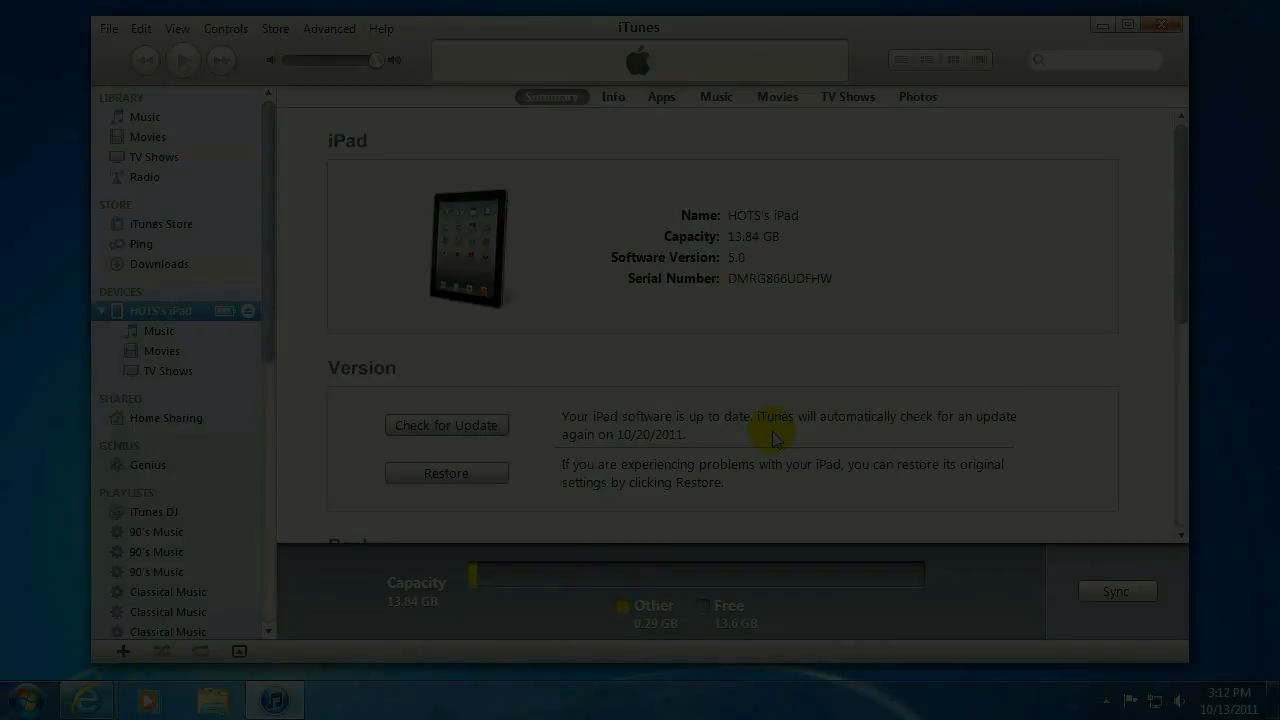 iTunes
File Edit View Controls Store Advanced Help
LIBRARY
Music
Movies
TV Shows
Radio
STORE
iTunes Store
Ping
Downloads
DEVICES
HOTS's iPad
Music
Movies
TV Shows
SHARED
Home Sharing
GENIUS
Genius
PLAYLISTS
iTunes DJ
90's Music
90's Music
90's Music
Classical Music
Classical Music
Classical Music
Summary Info Apps Music Movies TV Shows Photos
iPad
Name: HOTS's iPad
Capacity: 13.84 GB
Software Version: 5.0
Serial Number: DMRG866UDFHW
Version
Check for Update
Your iPad software is up to date. iTunes will automatically check for an update
again on 10/20/2011.
Restore
If you are experiencing problems with your iPad, you can restore its original
settings by clicking Restore.
Capacity
13.84 GB
Other
0.29 GB
Free
13.6 GB
Sync
3:12 PM
10/13/2011